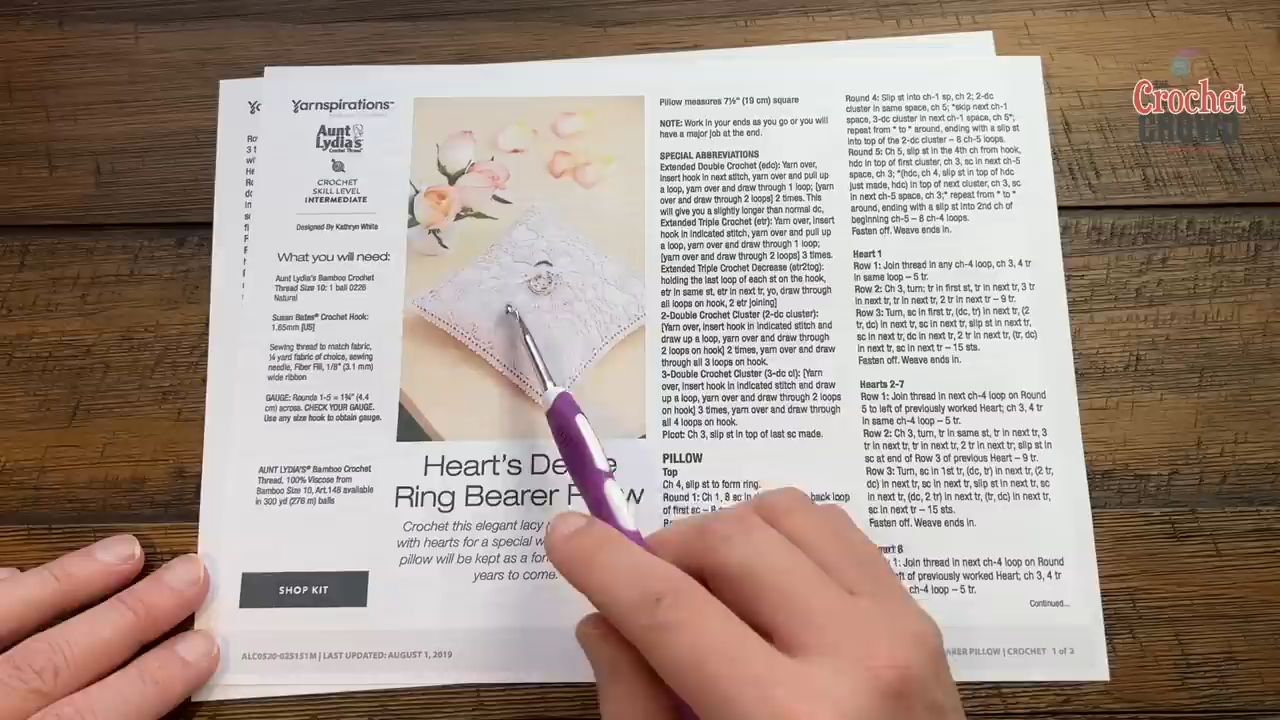 Yarnspirations™
Aunt
Lydia's
Crochet Thread
CROCHET
SKILL LEVEL
INTERMEDIATE
Designed By Kathryn White
What you will need:
Aunt Lydia's Bamboo Crochet
Thread Size 10: 1 ball 0226
Natural
Susan Bates® Crochet Hook:
1.65mm [US]
Sewing thread to match fabric,
¼ yard fabric of choice, sewing
needle, Fiber Fill, 1/8" (3.1 mm)
wide ribbon
GAUGE: Rounds 1-5 = 1¾" (4.4
cm) across. CHECK YOUR GAUGE.
Use any size hook to obtain gauge.
AUNT LYDIA'S® Bamboo Crochet
Thread, 100% Viscose from
Bamboo Size 10, Art.148 available
in 300 yd (276 m) balls
SHOP KIT
ALC0520-025151M | LAST UPDATED: AUGUST 1, 2019
Heart's
Ring Bearer
Crochet this elegant lacy
with hearts for a special
pillow will be kept as a
years to come.
Pillow measures 7½" (19 cm) square
NOTE: Work in your ends as you go or you will
have a major job at the end.
SPECIAL ABBREVIATIONS
Extended Double Crochet (edc): Yarn over,
insert hook in next stitch, yarn over and pull up
a loop, yarn over and draw through 1 loop; [yarn
over and draw through 2 loops] 2 times. This
will give you a slightly longer than normal dc,
Extended Triple Crochet (etr): Yarn over, insert
hook in indicated stitch, yarn over and pull up
a loop, yarn over and draw through 1 loop;
[yarn over and draw through 2 loops] 3 times.
Extended Triple Crochet Decrease (etr2tog):
holding the last loop of each st on the hook,
etr in same st, etr in next tr, yo, draw through
all loops on hook, 2 etr joining]
2-Double Crochet Cluster (2-dc cluster):
[Yarn over, insert hook in indicated stitch and
draw up a loop, yarn over and draw through
2 loops on hook] 2 times, yarn over and draw
through all 3 loops on hook.
3-Double Crochet Cluster (3-dc cl): [Yarn
over, insert hook in indicated stitch and draw
up a loop, yarn over and draw through 2 loops
on hook] 3 times, yarn over and draw through
all 4 loops on hook.
Picot: Ch 3, slip st in top of last sc made.
PILLOW
Top
Ch 4, slip st to form ring.
Round 1: Ch 1, 8 sc in back loop
of first sc – 8
Round 4: Slip st into ch-1 sp, ch 2; 2-dc
cluster in same space, ch 5; *skip next ch-1
space, 3-dc cluster in next ch-1 space, ch 5*;
repeat from * to * around, ending with a slip st
into top of the 2-dc cluster – 8 ch-5 loops.
Round 5: Ch 5, slip st in the 4th ch from hook,
hdc in top of first cluster, ch 3, sc in next ch-5
space, ch 3; *(hdc, ch 4, slip st in top of hdc
just made, hdc) in top of next cluster, ch 3, sc
in next ch-5 space, ch 3;* repeat from * to *
around, ending with a slip st into 2nd ch of
beginning ch-5 – 8 ch-4 loops.
Fasten off. Weave ends in.
Heart 1
Row 1: Join thread in any ch-4 loop, ch 3, 4 tr
in same loop – 5 tr.
Row 2: Ch 3, turn; tr in first st, tr in next tr, 3 tr
in next tr, tr in next tr, 2 tr in next tr – 9 tr.
Row 3: Turn, sc in first tr, (dc, tr) in next tr, (2
tr, dc) in next tr, sc in next tr, slip st in next tr,
sc in next tr, dc in next tr, 2 tr in next tr, (tr, dc)
in next tr, sc in next tr – 15 sts.
Fasten off. Weave ends in.
Hearts 2-7
Row 1: Join thread in next ch-4 loop on Round
5 to left of previously worked Heart; ch 3, 4 tr
in same ch-4 loop – 5 tr.
Row 2: Ch 3, turn, tr in same st, tr in next tr, 3
tr in next tr, tr in next tr, 2 tr in next tr, slip st in
sc at end of Row 3 of previous Heart – 9 tr.
Row 3: Turn, sc in 1st tr, (dc, tr) in next tr, (2 tr,
dc) in next tr, sc in next tr, slip st in next tr, sc
in next tr, (dc, 2 tr) in next tr, (tr, dc) in next tr,
sc in next tr – 15 sts.
Fasten off. Weave ends in.
8
1: Join thread in next ch-4 loop on Round
left of previously worked Heart; ch 3, 4 tr
ch-4 loop – 5 tr.
Continued...
PILLOW | CROCHET 1 of 2
THE
Crochet
CROWD